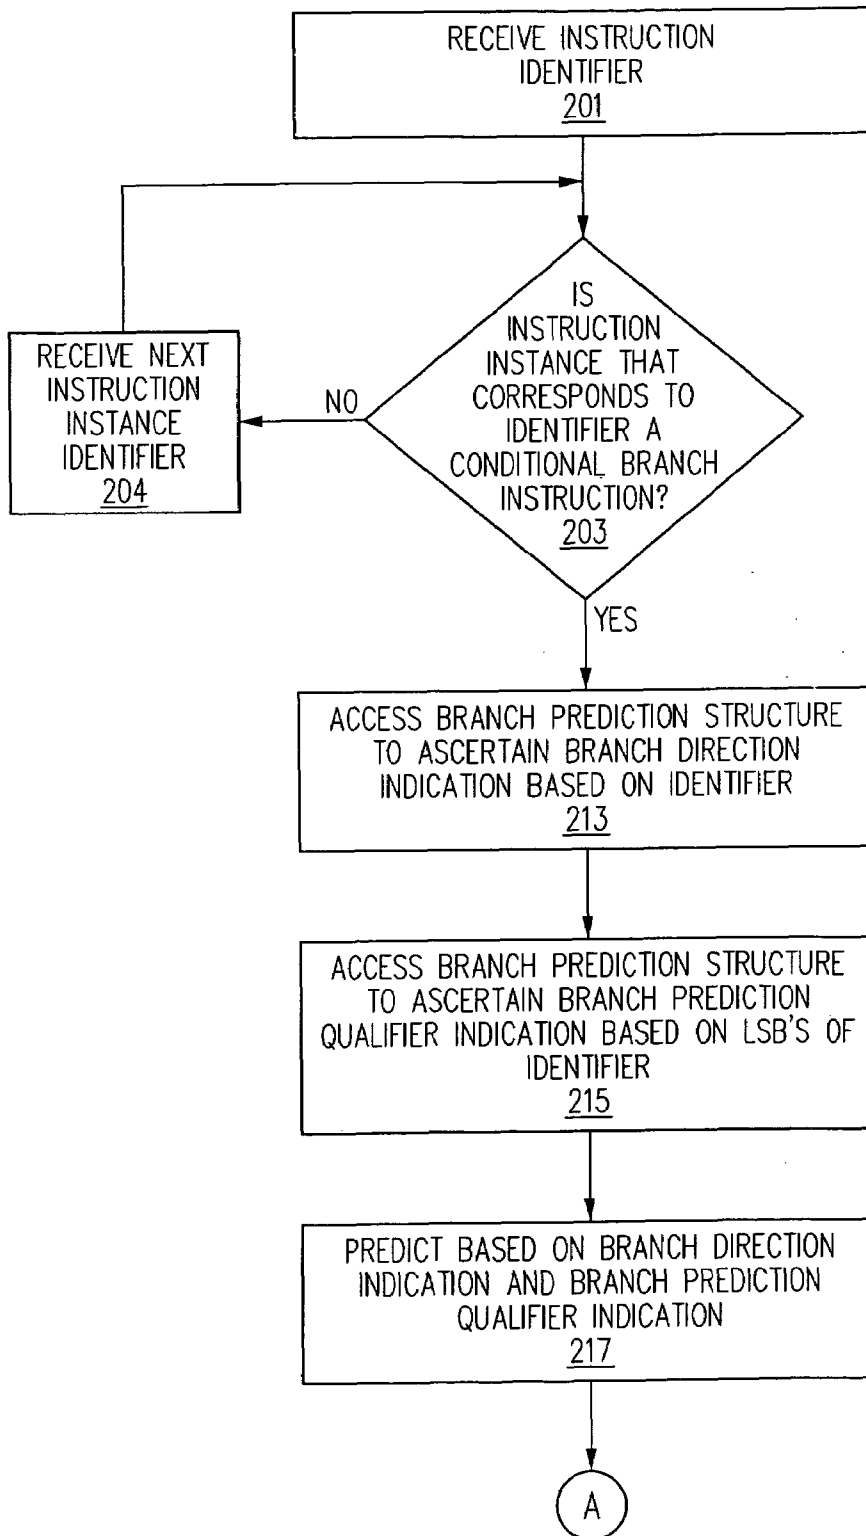 RECEIVE INSTRUCTION
IDENTIFIER
201
IS
INSTRUCTION
INSTANCE THAT
CORRESPONDS TO
IDENTIFIER A
CONDITIONAL BRANCH
INSTRUCTION?
203
NO
RECEIVE NEXT
INSTRUCTION
INSTANCE
IDENTIFIER
204
YES
ACCESS BRANCH PREDICTION STRUCTURE
TO ASCERTAIN BRANCH DIRECTION
INDICATION BASED ON IDENTIFIER
213
ACCESS BRANCH PREDICTION STRUCTURE
TO ASCERTAIN BRANCH PREDICTION
QUALIFIER INDICATION BASED ON LSB'S OF
IDENTIFIER
215
PREDICT BASED ON BRANCH DIRECTION
INDICATION AND BRANCH PREDICTION
QUALIFIER INDICATION
217
A